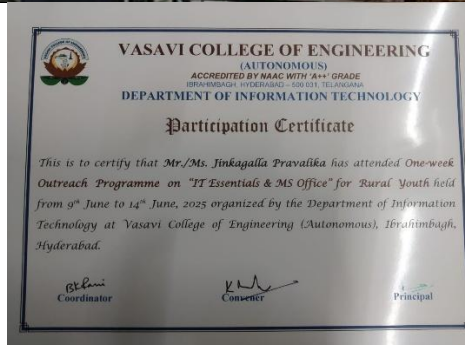 VASAVI COLLEGE OF ENGINEERING
(AUTONOMOUS)
ACCREDITED BY NAAC WITH 'A++' GRADE
IBRAHIMBAGH, HYDERABAD – 500 031, TELANGANA
DEPARTMENT OF INFORMATION TECHNOLOGY
Participation Certificate
This is to certify that Mr./Ms. Jinkagalla Pravalika has attended One-week
Outreach Programme on "IT Essentials & MS Office" for Rural Youth held
from 9th June to 14th June, 2025 organized by the Department of Information
Technology at Vasavi College of Engineering (Autonomous), Ibrahimbagh,
Hyderabad.
Coordinator
Convener
Principal